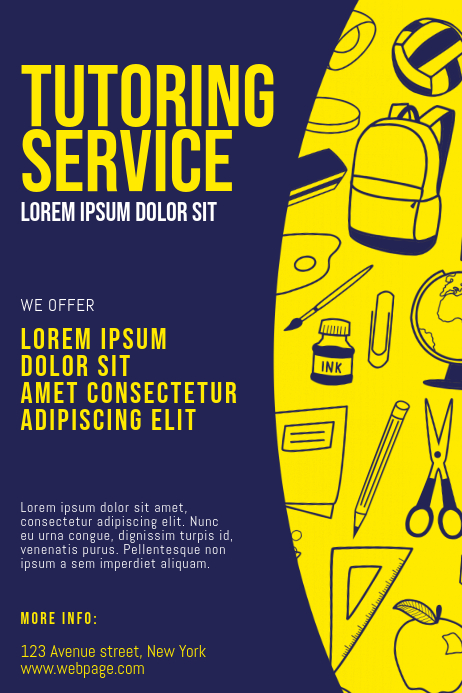 TUTORING
SERVICE
LOREM IPSUM DOLOR SIT
WE OFFER
LOREM IPSUM
DOLOR SIT
AMET CONSECTETUR
ADIPISCING ELIT
INK
Lorem ipsum dolor sit amet,
consectetur adipiscing elit. Nunc
eu urna congue, dignissim turpis id,
venenatis purus. Pellentesque non
ipsum a sem imperdiet aliquam.
MORE INFO:
123 Avenue street, New York
www.webpage.com